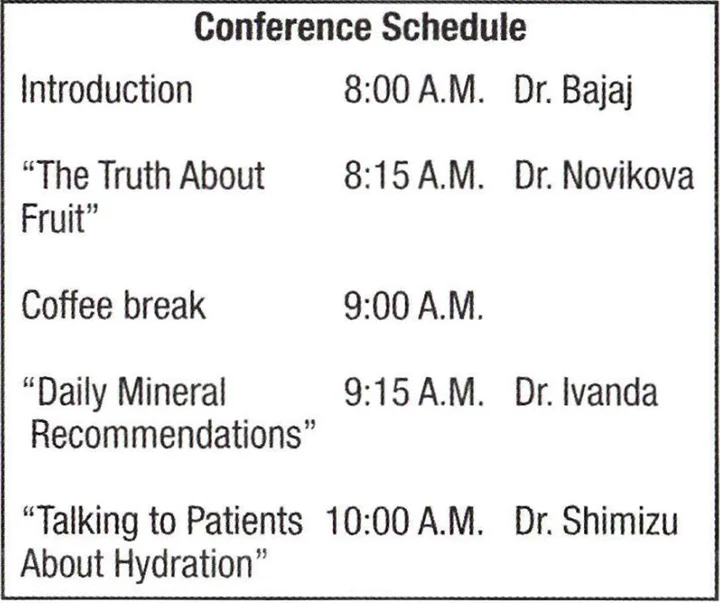 Conference Schedule
Introduction 8:00 A.M. Dr. Bajaj
“The Truth About 8:15 A.M. Dr. Novikova
Fruit”
Coffee break 9:00 A.M.
“Daily Mineral 9:15 A.M. Dr. Ivanda
Recommendations”
“Talking to Patients 10:00 A.M. Dr. Shimizu
About Hydration”